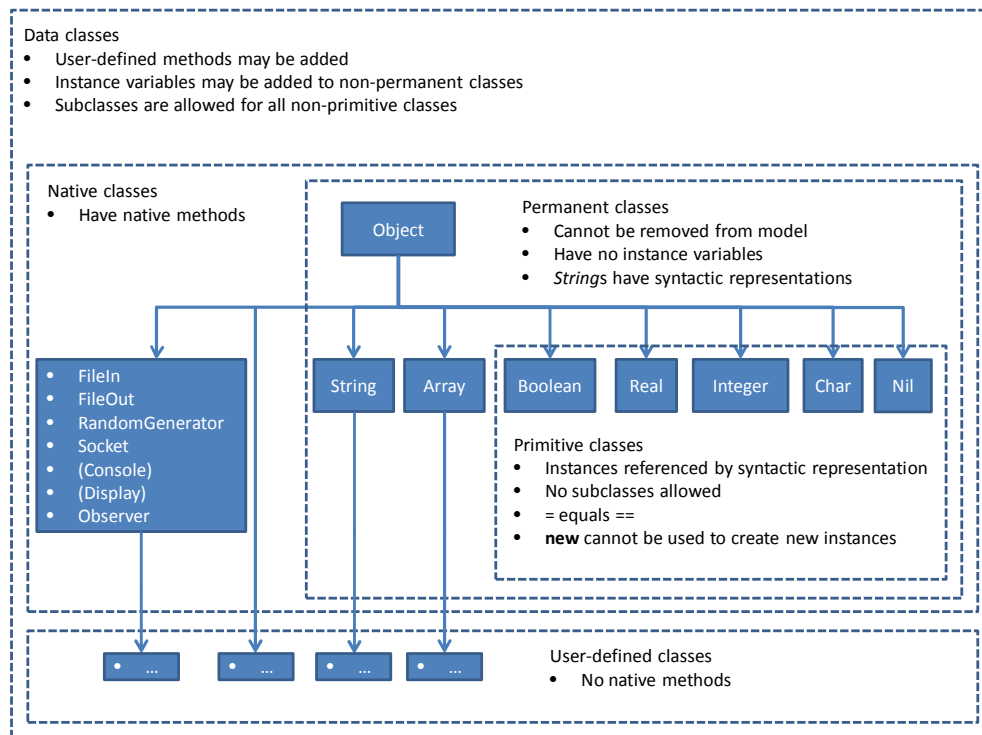 Data classes
• User-defined methods may be added
• Instance variables may be added to non-permanent classes
• Subclasses are allowed for all non-primitive classes
Native classes
• Have native methods
Object
Permanent classes
• Cannot be removed from model
• Have no instance variables
• Strings have syntactic representations
• FileIn
• FileOut
• RandomGenerator
• Socket
• (Console)
• (Display)
• Observer
String
Array
Boolean
Real
Integer
Char
Nil
Primitive classes
• Instances referenced by syntactic representation
• No subclasses allowed
• = equals ==
• new cannot be used to create new instances
• ...
• ...
• ...
• ...
User-defined classes
• No native methods